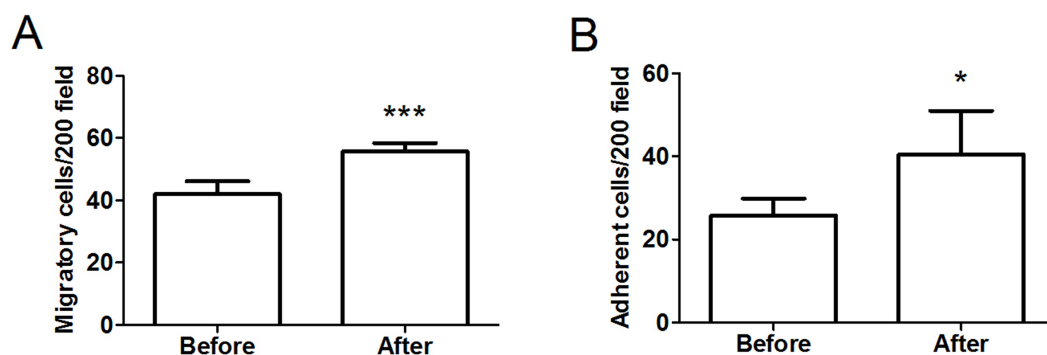 A
Migratory cells/200 field
80
60
40
20
0
***
Before
After
B
Adherent cells/200 field
60
40
20
0
*
Before
After